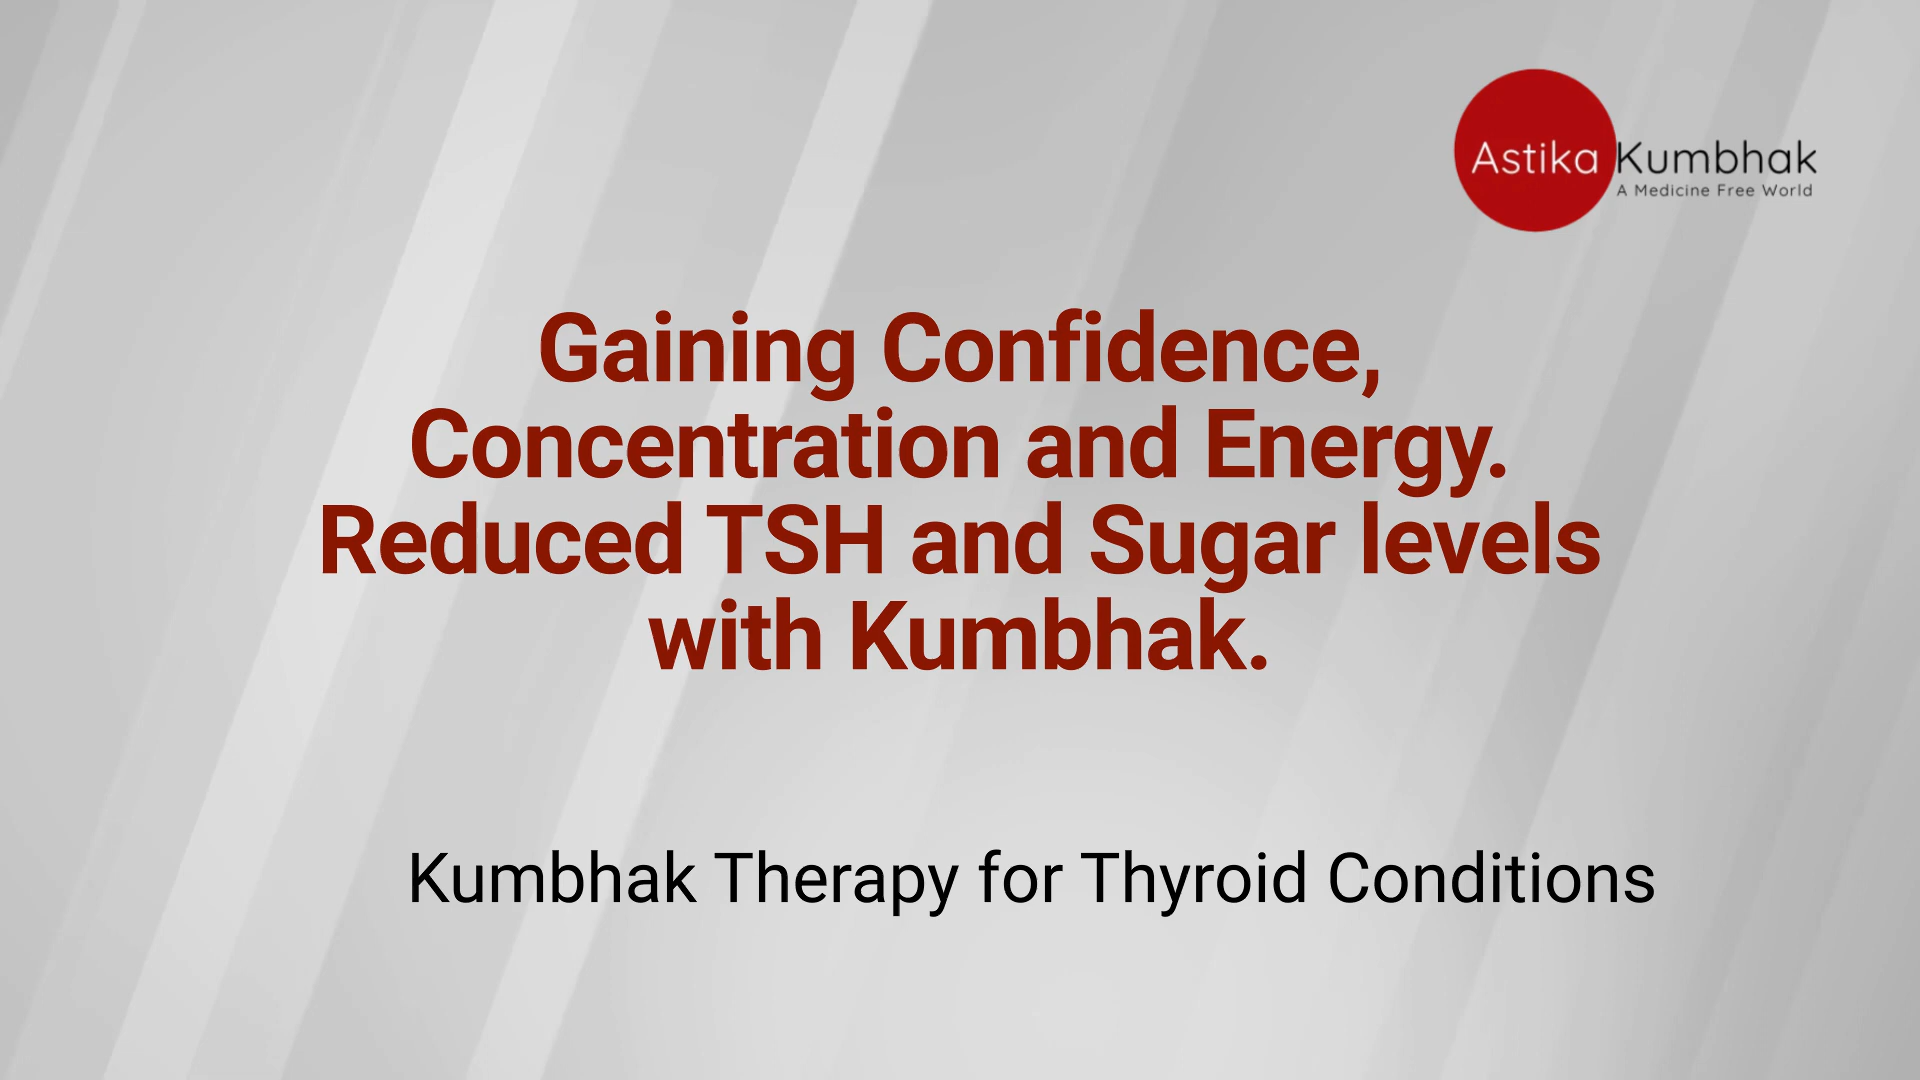 Astika Kumbhak
A Medicine Free World
Gaining Confidence,
Concentration and Energy.
Reduced TSH and Sugar levels
with Kumbhak.
Kumbhak Therapy for Thyroid Conditions